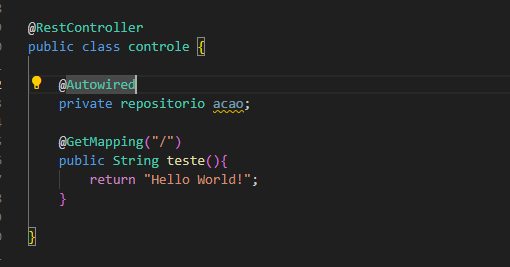 @RestController
public class controle {
@Autowired
private repositorio acao;
@GetMapping("/")
public String teste(){
return "Hello World!";
}
}